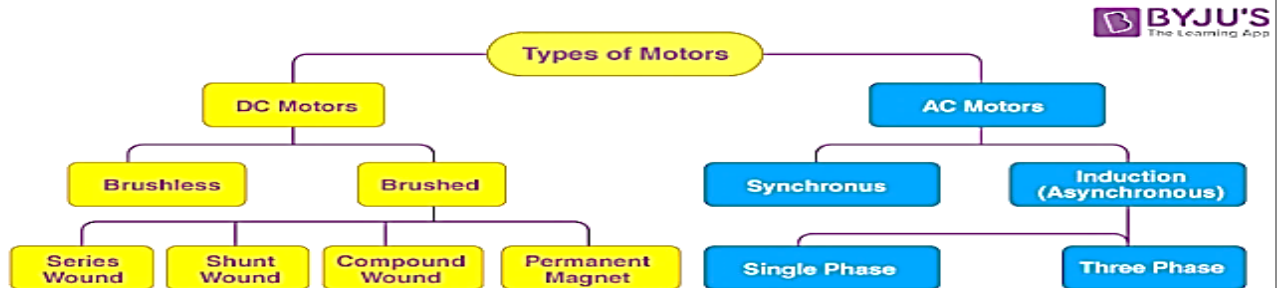 BYJU'S
The Learning App
Types of Motors
DC Motors
AC Motors
Brushless
Brushed
Synchronus
Induction
(Asynchronous)
Series
Wound
Shunt
Wound
Compound
Wound
Permanent
Magnet
Single Phase
Three Phase